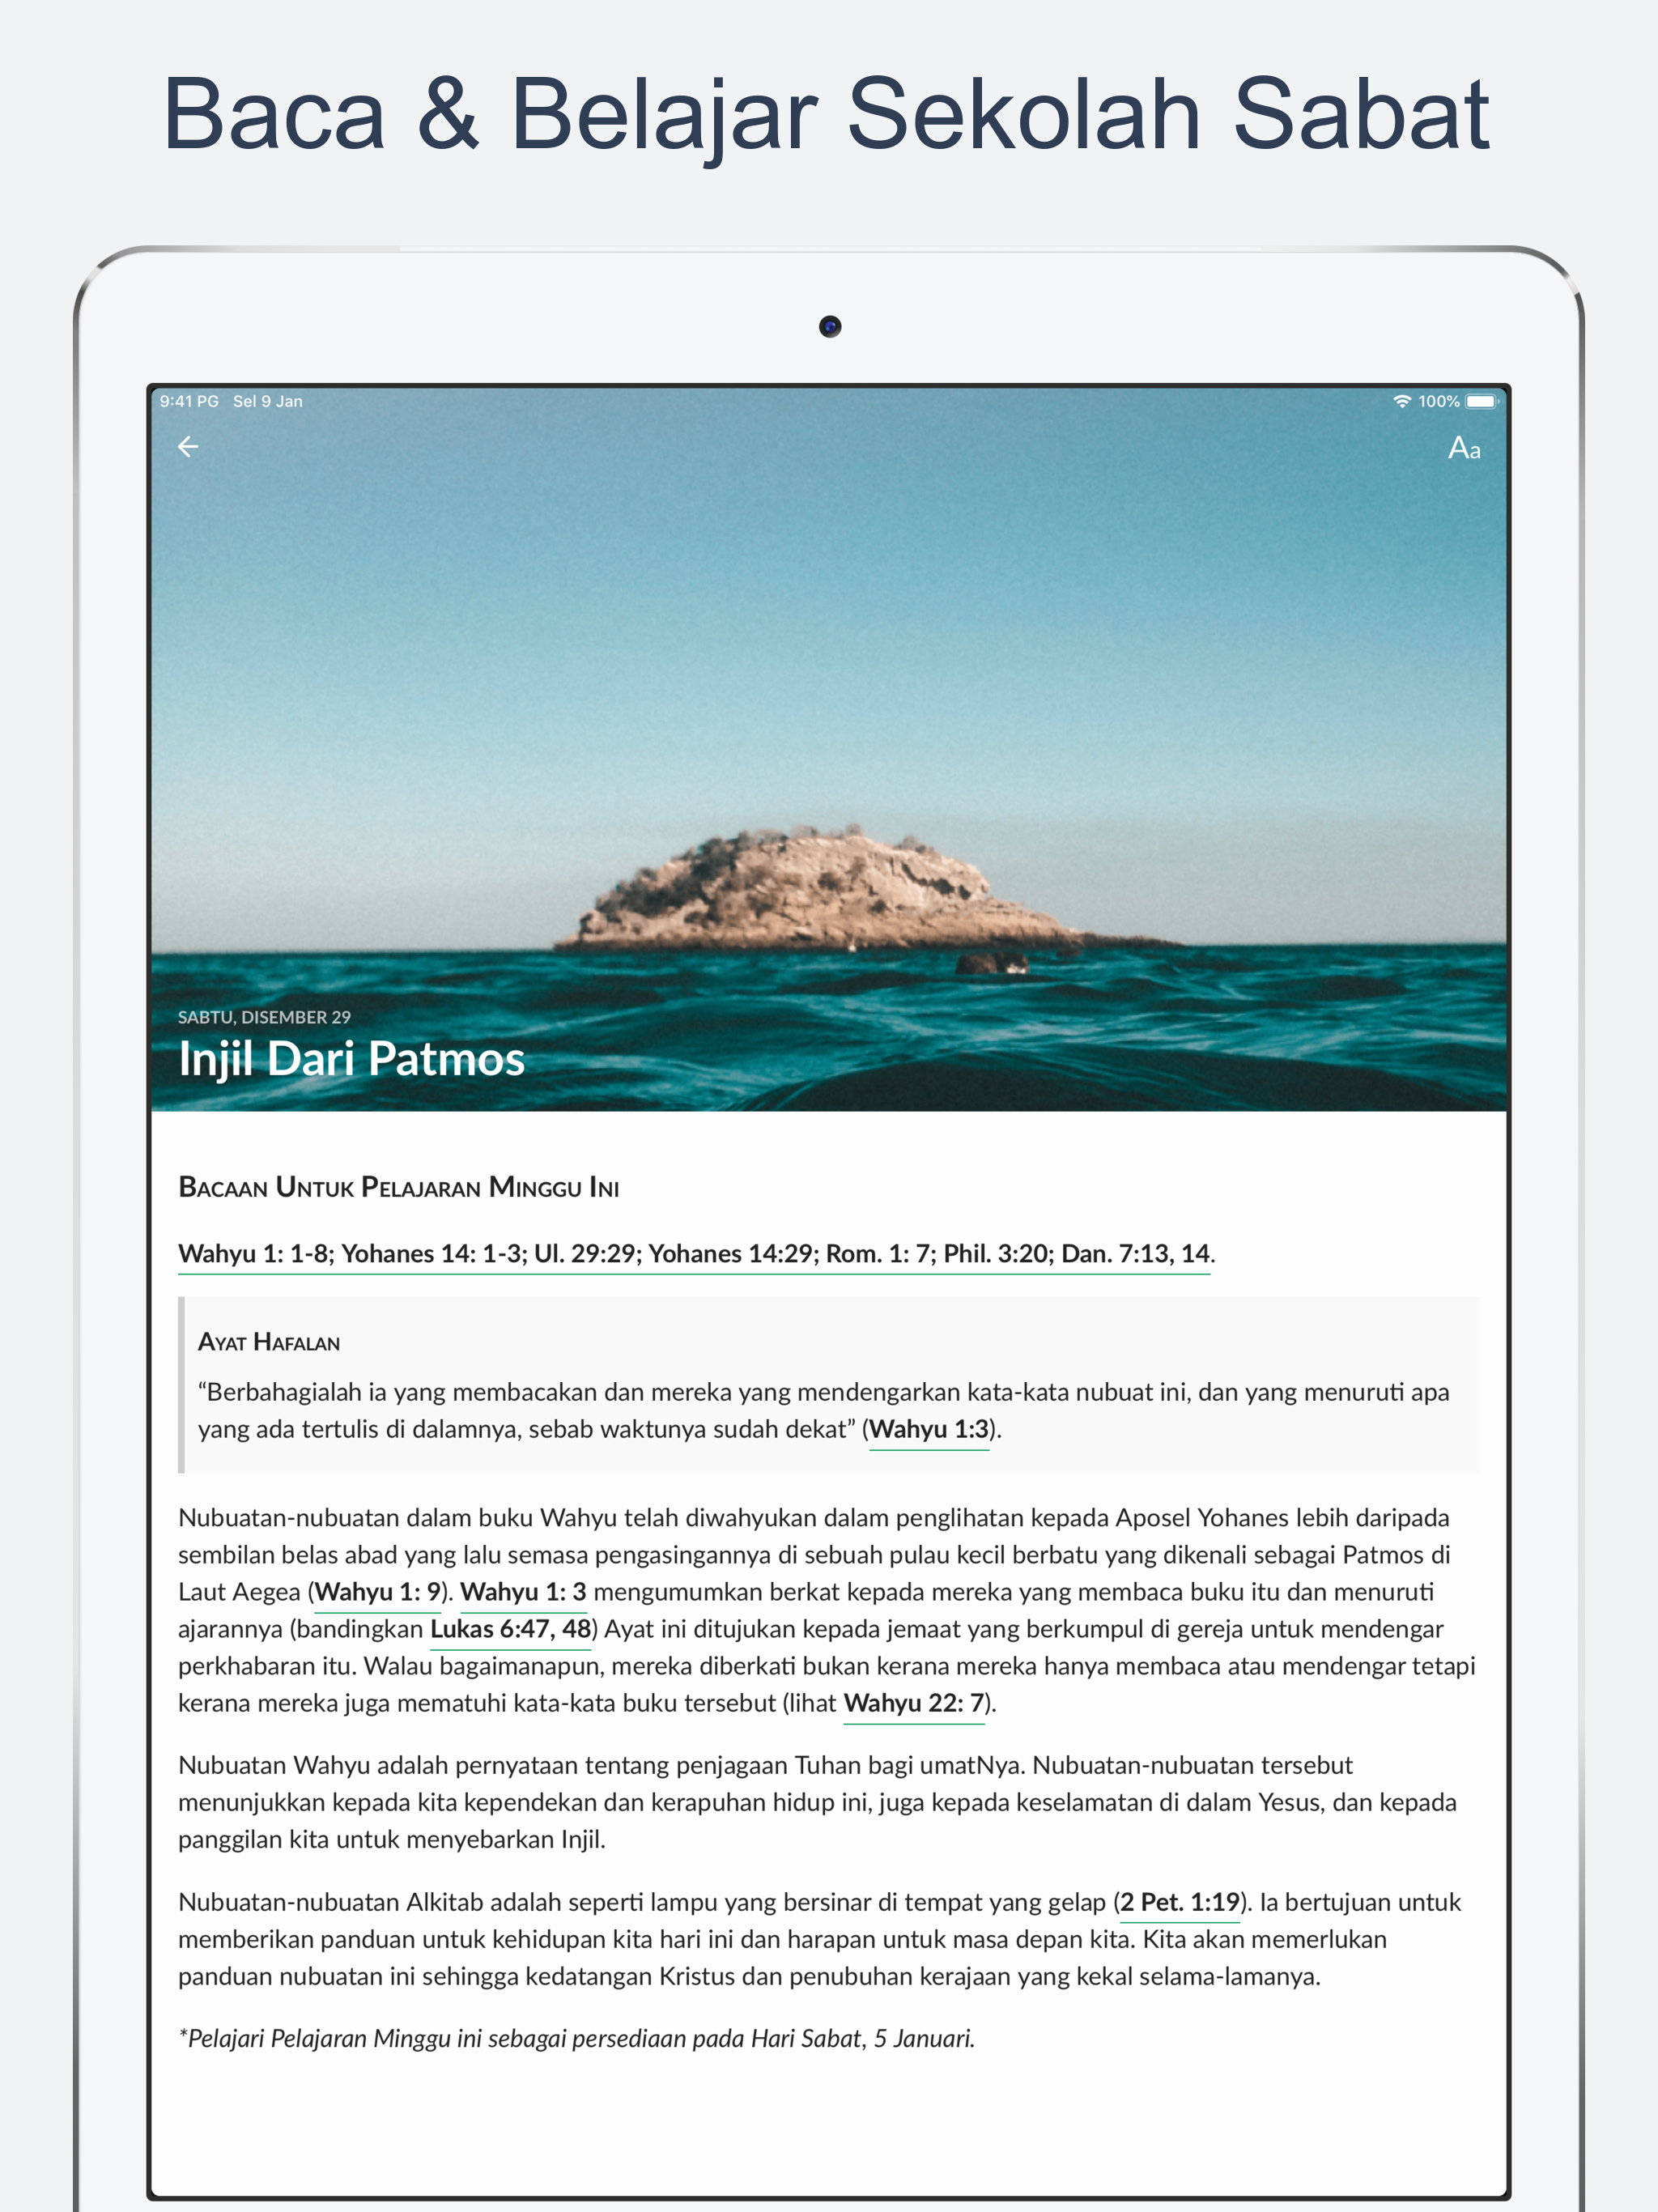 Baca & Belajar Sekolah Sabat
9:41 PG Sel 9 Jan
100%
Aa
SABTU, DISEMBER 29
Injil Dari Patmos
Bacaan Untuk Pelajaran Minggu Ini
Wahyu 1: 1-8; Yohanes 14: 1-3; Ul. 29:29; Yohanes 14:29; Rom. 1: 7; Phil. 3:20; Dan. 7:13, 14.
Ayat Hafalan
“Berbahagialah ia yang membacakan dan mereka yang mendengarkan kata-kata nubuat ini, dan yang menuruti apa
yang ada tertulis di dalamnya, sebab waktunya sudah dekat” (Wahyu 1:3).
Nubuatan-nubuatan dalam buku Wahyu telah diwahyukan dalam penglihatan kepada Aposel Yohanes lebih daripada
sembilan belas abad yang lalu semasa pengasingannya di sebuah pulau kecil berbatu yang dikenali sebagai Patmos di
Laut Aegea (Wahyu 1: 9). Wahyu 1: 3 mengumumkan berkat kepada mereka yang membaca buku itu dan menuruti
ajarannya (bandingkan Lukas 6:47, 48) Ayat ini ditujukan kepada jemaat yang berkumpul di gereja untuk mendengar
perkhabaran itu. Walau bagaimanapun, mereka diberkati bukan kerana mereka hanya membaca atau mendengar tetapi
kerana mereka juga mematuhi kata-kata buku tersebut (lihat Wahyu 22: 7).
Nubuatan Wahyu adalah pernyataan tentang penjagaan Tuhan bagi umatNya. Nubuatan-nubuatan tersebut
menunjukkan kepada kita kependekan dan kerapuhan hidup ini, juga kepada keselamatan di dalam Yesus, dan kepada
panggilan kita untuk menyebarkan Injil.
Nubuatan-nubuatan Alkitab adalah seperti lampu yang bersinar di tempat yang gelap (2 Pet. 1:19). Ia bertujuan untuk
memberikan panduan untuk kehidupan kita hari ini dan harapan untuk masa depan kita. Kita akan memerlukan
panduan nubuatan ini sehingga kedatangan Kristus dan penubuhan kerajaan yang kekal selama-lamanya.
*Pelajari Pelajaran Minggu ini sebagai persediaan pada Hari Sabat, 5 Januari.